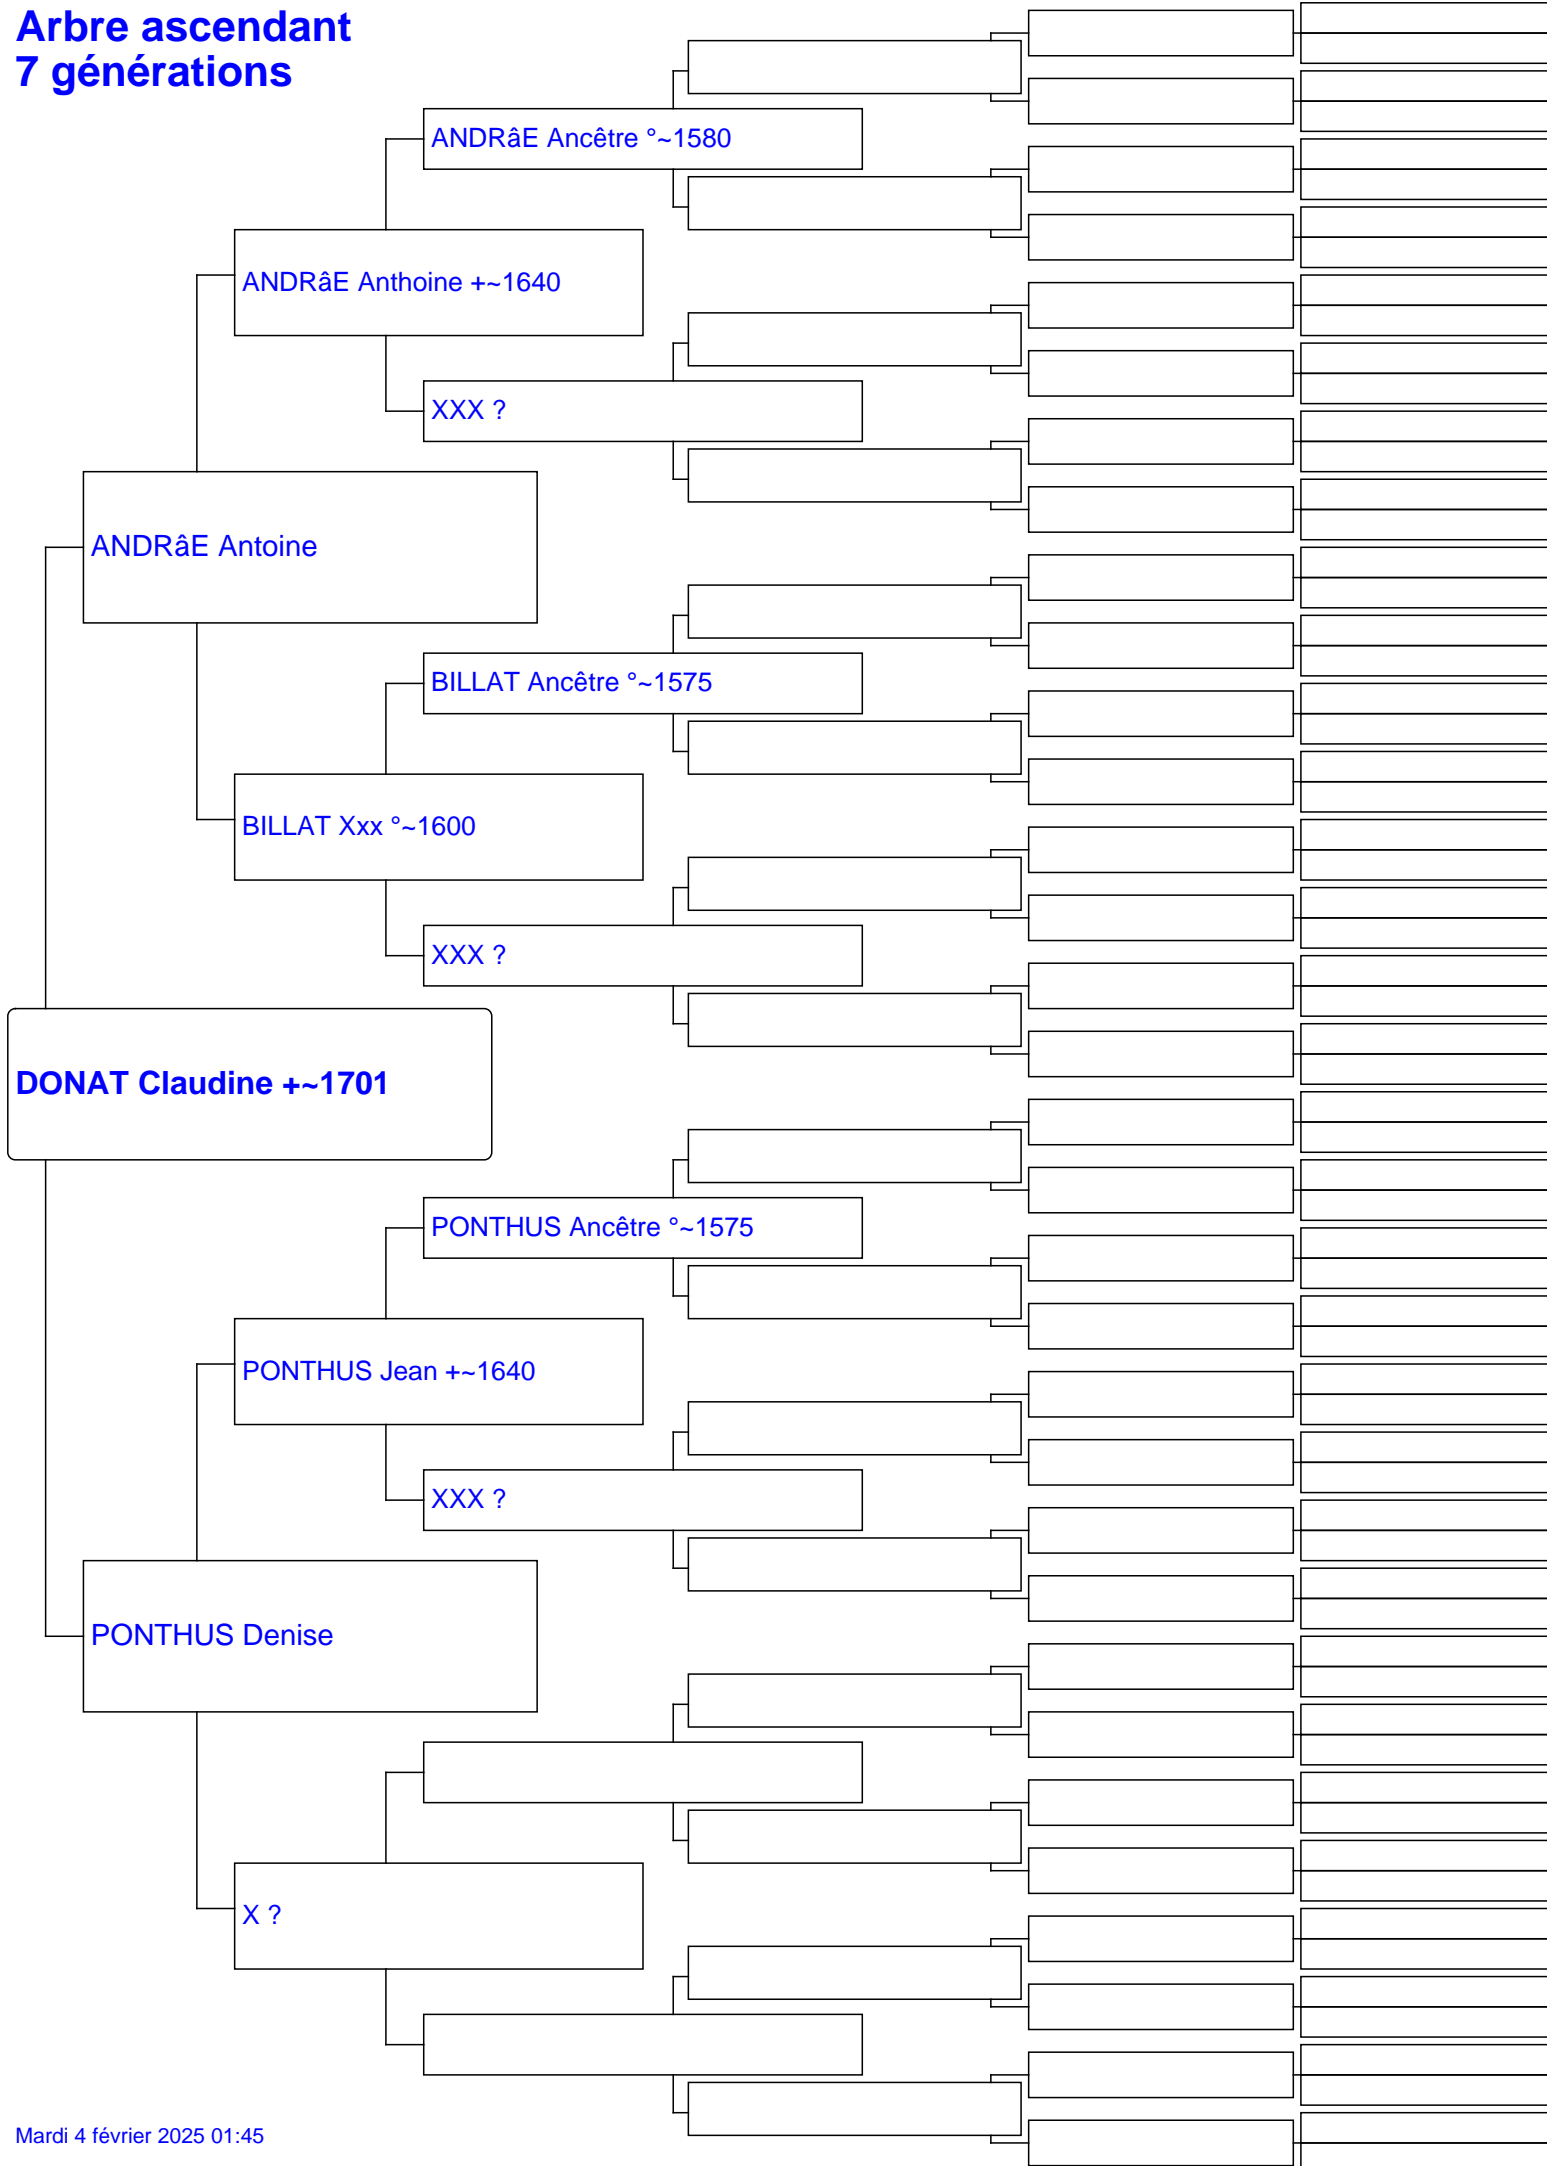 Arbre ascendant
7 générations
ANDRâE Ancêtre °~1580
ANDRâE Anthoine +~1640
XXX ?
ANDRâE Antoine
BILLAT Ancêtre °~1575
BILLAT Xxx °~1600
XXX ?
DONAT Claudine +~1701
PONTHUS Ancêtre °~1575
PONTHUS Jean +~1640
XXX ?
PONTHUS Denise
X ?
Mardi 4 février 2025 01:45